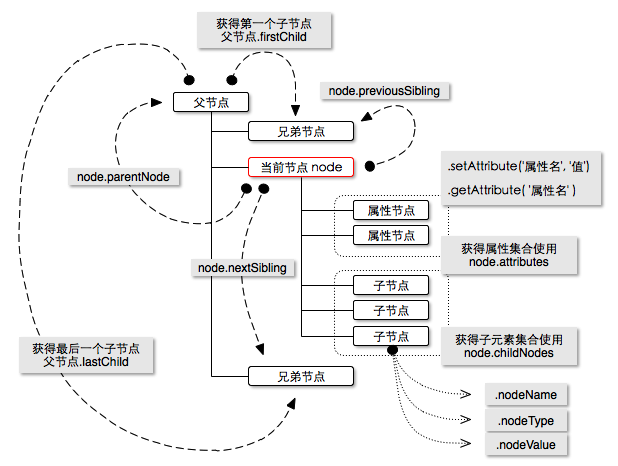 获得第一个子节点
父节点.firstChild
node.previousSibling
父节点
兄弟节点
当前节点 node
node.parentNode
.setAttribute('属性名', '值')
.getAttribute( '属性名' )
属性节点
属性节点
获得属性集合使用
node.attributes
node.nextSibling
子节点
子节点
子节点
获得子元素集合使用
node.childNodes
获得最后一个子节点
父节点.lastChild
兄弟节点
.nodeName
.nodeType
.nodeValue